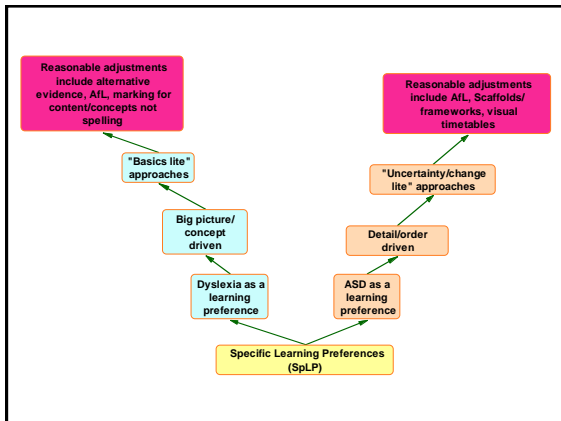 Reasonable adjustments
include alternative
evidence, AfL, marking for
content/concepts not
spelling
Reasonable adjustments
include AfL, Scaffolds/
frameworks, visual
timetables
"Basics lite"
approaches
"Uncertainty/change
lite" approaches
Big picture/
concept
driven
Detail/order
driven
Dyslexia as a
learning
preference
ASD as a
learning
preference
Specific Learning Preferences
(SpLP)